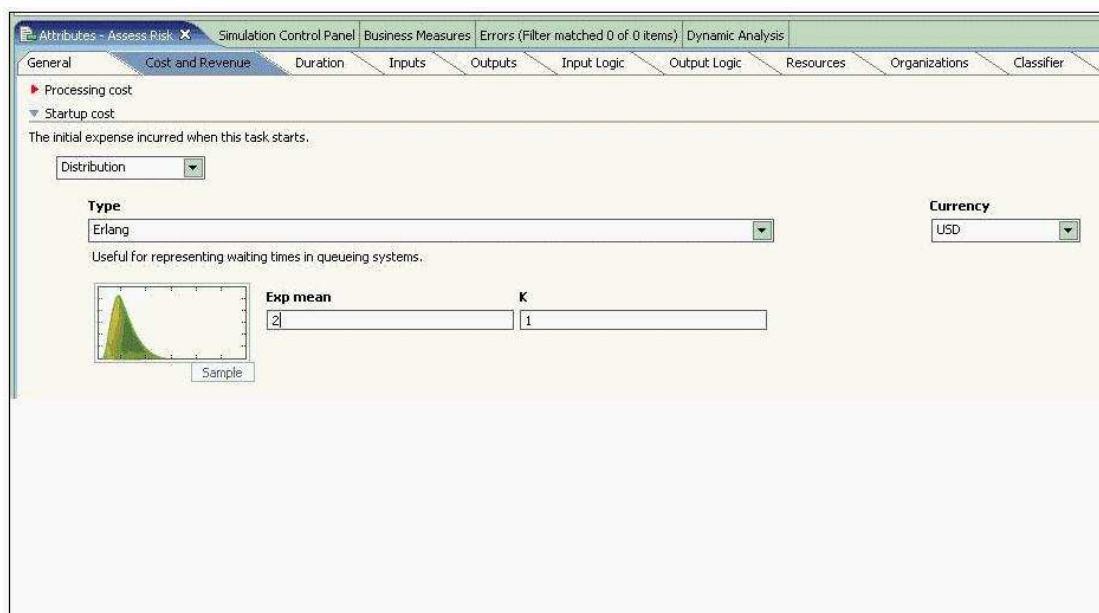 Attributes - Assess Risk X Simulation Control Panel Business Measures Errors (Filter matched 0 of 0 items) Dynamic Analysis
General Cost and Revenue Duration Inputs Outputs Input Logic Output Logic Resources Organizations Classifier
Processing cost
Startup cost
The initial expense incurred when this task starts.
Distribution
Type Currency
Erlang USD
Useful for representing waiting times in queueing systems.
Exp mean K
2 1
Sample